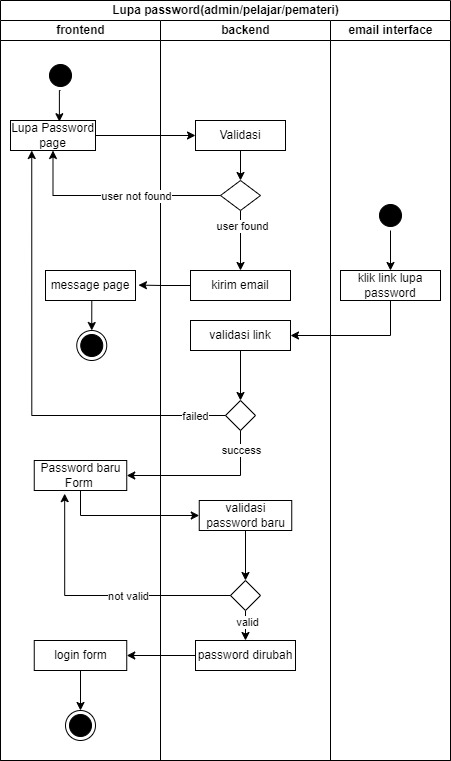 Lupa password(admin/pelajar/pemateri)
frontend
backend
email interface
Lupa Password
page
Validasi
user not found
user found
message page
kirim email
klik link lupa
password
validasi link
failed
success
Password baru
Form
validasi
password baru
not valid
valid
login form
password dirubah